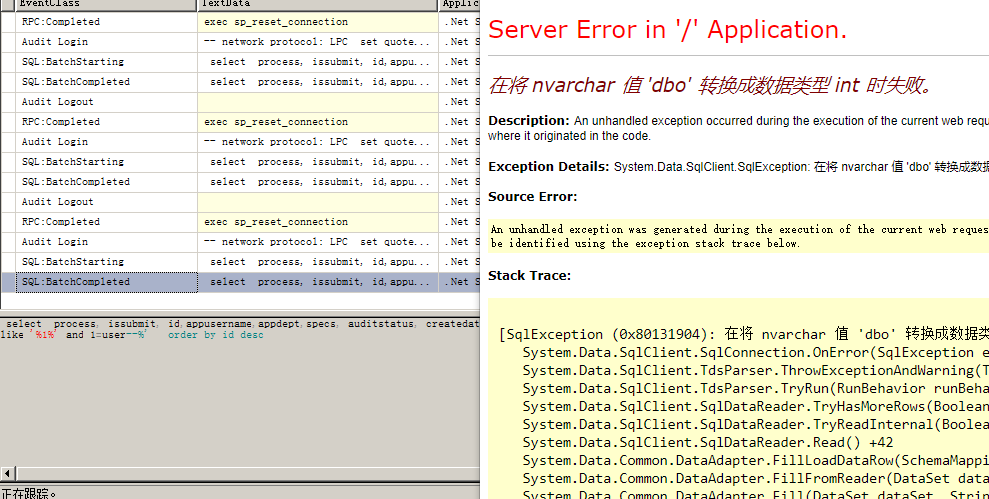 EventClass TextData Applic
RPC:Completed exec sp_reset_connection .Net S
Audit Login -- network protocol: LPC set quote... .Net S
SQL:BatchStarting select process, issubmit, id,appu... .Net S
SQL:BatchCompleted select process, issubmit, id,appu... .Net S
Audit Logout .Net S
RPC:Completed exec sp_reset_connection .Net S
Audit Login -- network protocol: LPC set quote... .Net S
SQL:BatchStarting select process, issubmit, id,appu... .Net S
SQL:BatchCompleted select process, issubmit, id,appu... .Net S
Audit Logout .Net S
RPC:Completed exec sp_reset_connection .Net S
Audit Login -- network protocol: LPC set quote... .Net S
SQL:BatchStarting select process, issubmit, id,appu... .Net S
SQL:BatchCompleted select process, issubmit, id,appu... .Net S
select process, issubmit, id,appusername,appdept,specs, auditstatus, createdat
like '%1%' and 1=user--%' order by id desc
正在跟踪。
Server Error in '/' Application.
在将 nvarchar 值 'dbo' 转换成数据类型 int 时失败。
Description: An unhandled exception occurred during the execution of the current web requ
where it originated in the code.
Exception Details: System.Data.SqlClient.SqlException: 在将 nvarchar 值 'dbo' 转换成数据
Source Error:
An unhandled exception was generated during the execution of the current web reques
be identified using the exception stack trace below.
Stack Trace:
[SqlException (0x80131904): 在将 nvarchar 值 'dbo' 转换成数据类
System.Data.SqlClient.SqlConnection.OnError(SqlException e
System.Data.SqlClient.TdsParser.ThrowExceptionAndWarning(T
System.Data.SqlClient.TdsParser.TryRun(RunBehavior runBeha
System.Data.SqlClient.SqlDataReader.TryHasMoreRows(Boolean
System.Data.SqlClient.SqlDataReader.TryReadInternal(Boolea
System.Data.SqlClient.SqlDataReader.Read() +42
System.Data.Common.DataAdapter.FillLoadDataRow(SchemaMappi
System.Data.Common.DataAdapter.FillFromReader(DataSet data
System.Data.Common.DataAdapter.Fill(DataSet dataSet, Strin